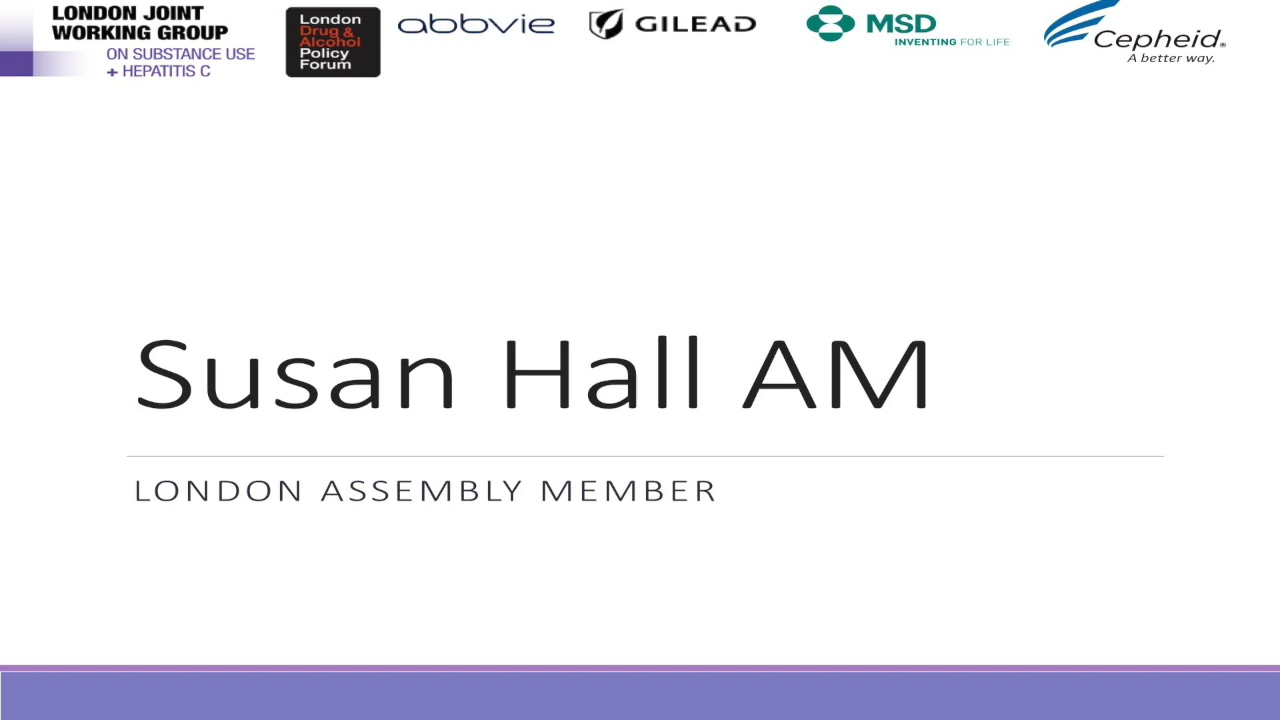 LONDON JOINT
WORKING GROUP
ON SUBSTANCE USE
+ HEPATITIS C
London
Drug &
Alcohol
Policy
Forum
abbvie
GILEAD
MSD
INVENTING FOR LIFE
Cepheid®
A better way.
Susan Hall AM
LONDON ASSEMBLY MEMBER